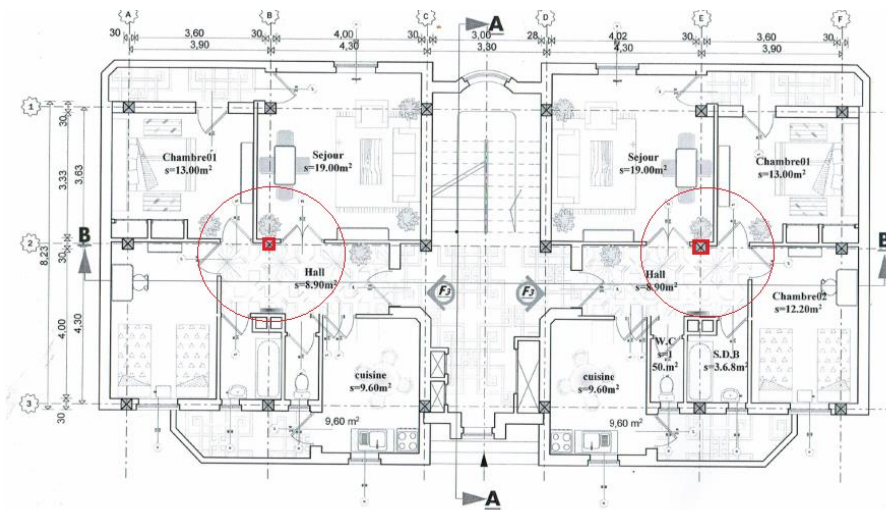 A B C D E F
A
30 3,60 30 4,00 30 3,00 28 4,02 30 3,60 30
3,90 4,30 3,30 4.30 3,90
1
30
Chambre01
s=13.00m²
Sejour
s=19.00m²
Sejour
s=19.00m²
Chambre01
s=13.00m²
3,33 3,63
B
2
30
8,23
B
Hall
s=8.90m²
F3
F3
Hall
s=8.90m²
Chambre02
s=12.20m²
4,00 4,30
W.C
s=1
50.m²
S.D.B
s=3.6.8m²
cuisine
s=9.60m²
cuisine
s=9.60m²
3
30
9,60 m²
9,60 m²
A